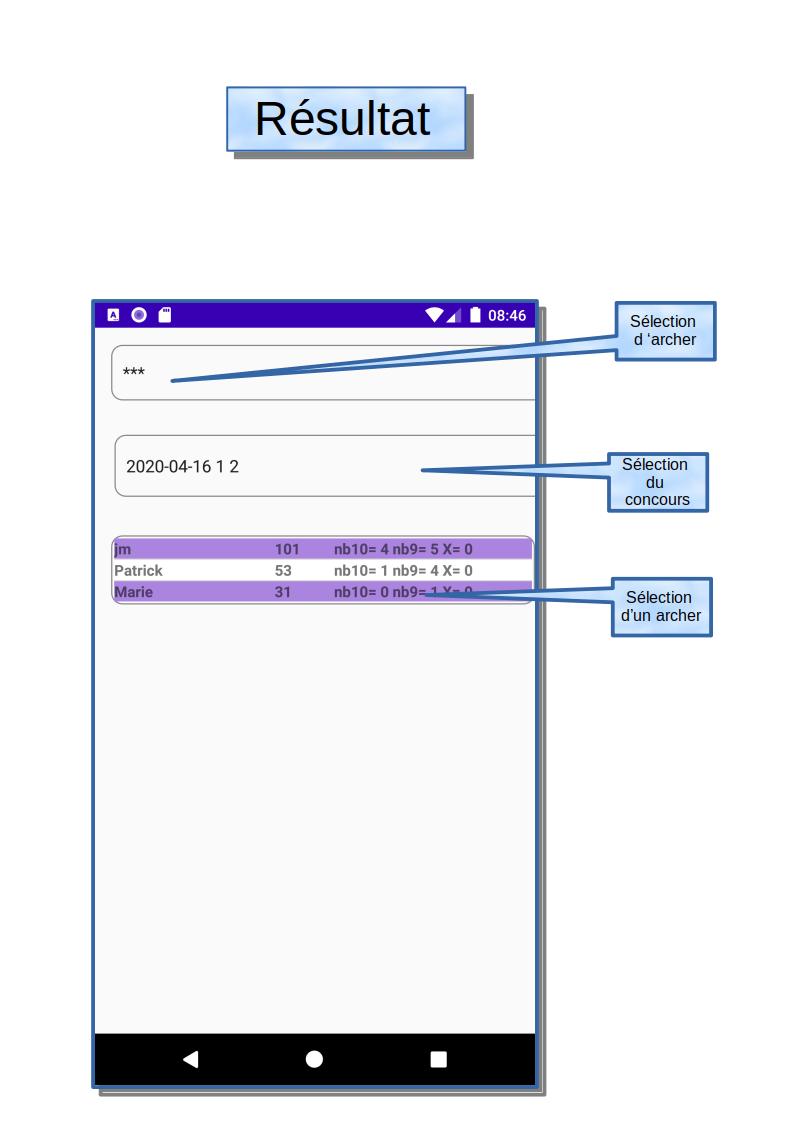 Résultat
08:46
Sélection
d ‘archer
***
2020-04-16 1 2
Sélection
du
concours
jm 101 nb10= 4 nb9= 5 X= 0
Patrick 53 nb10= 1 nb9= 4 X= 0
Marie 31 nb10= 0 nb9= 1 X= 0
Sélection
d’un archer